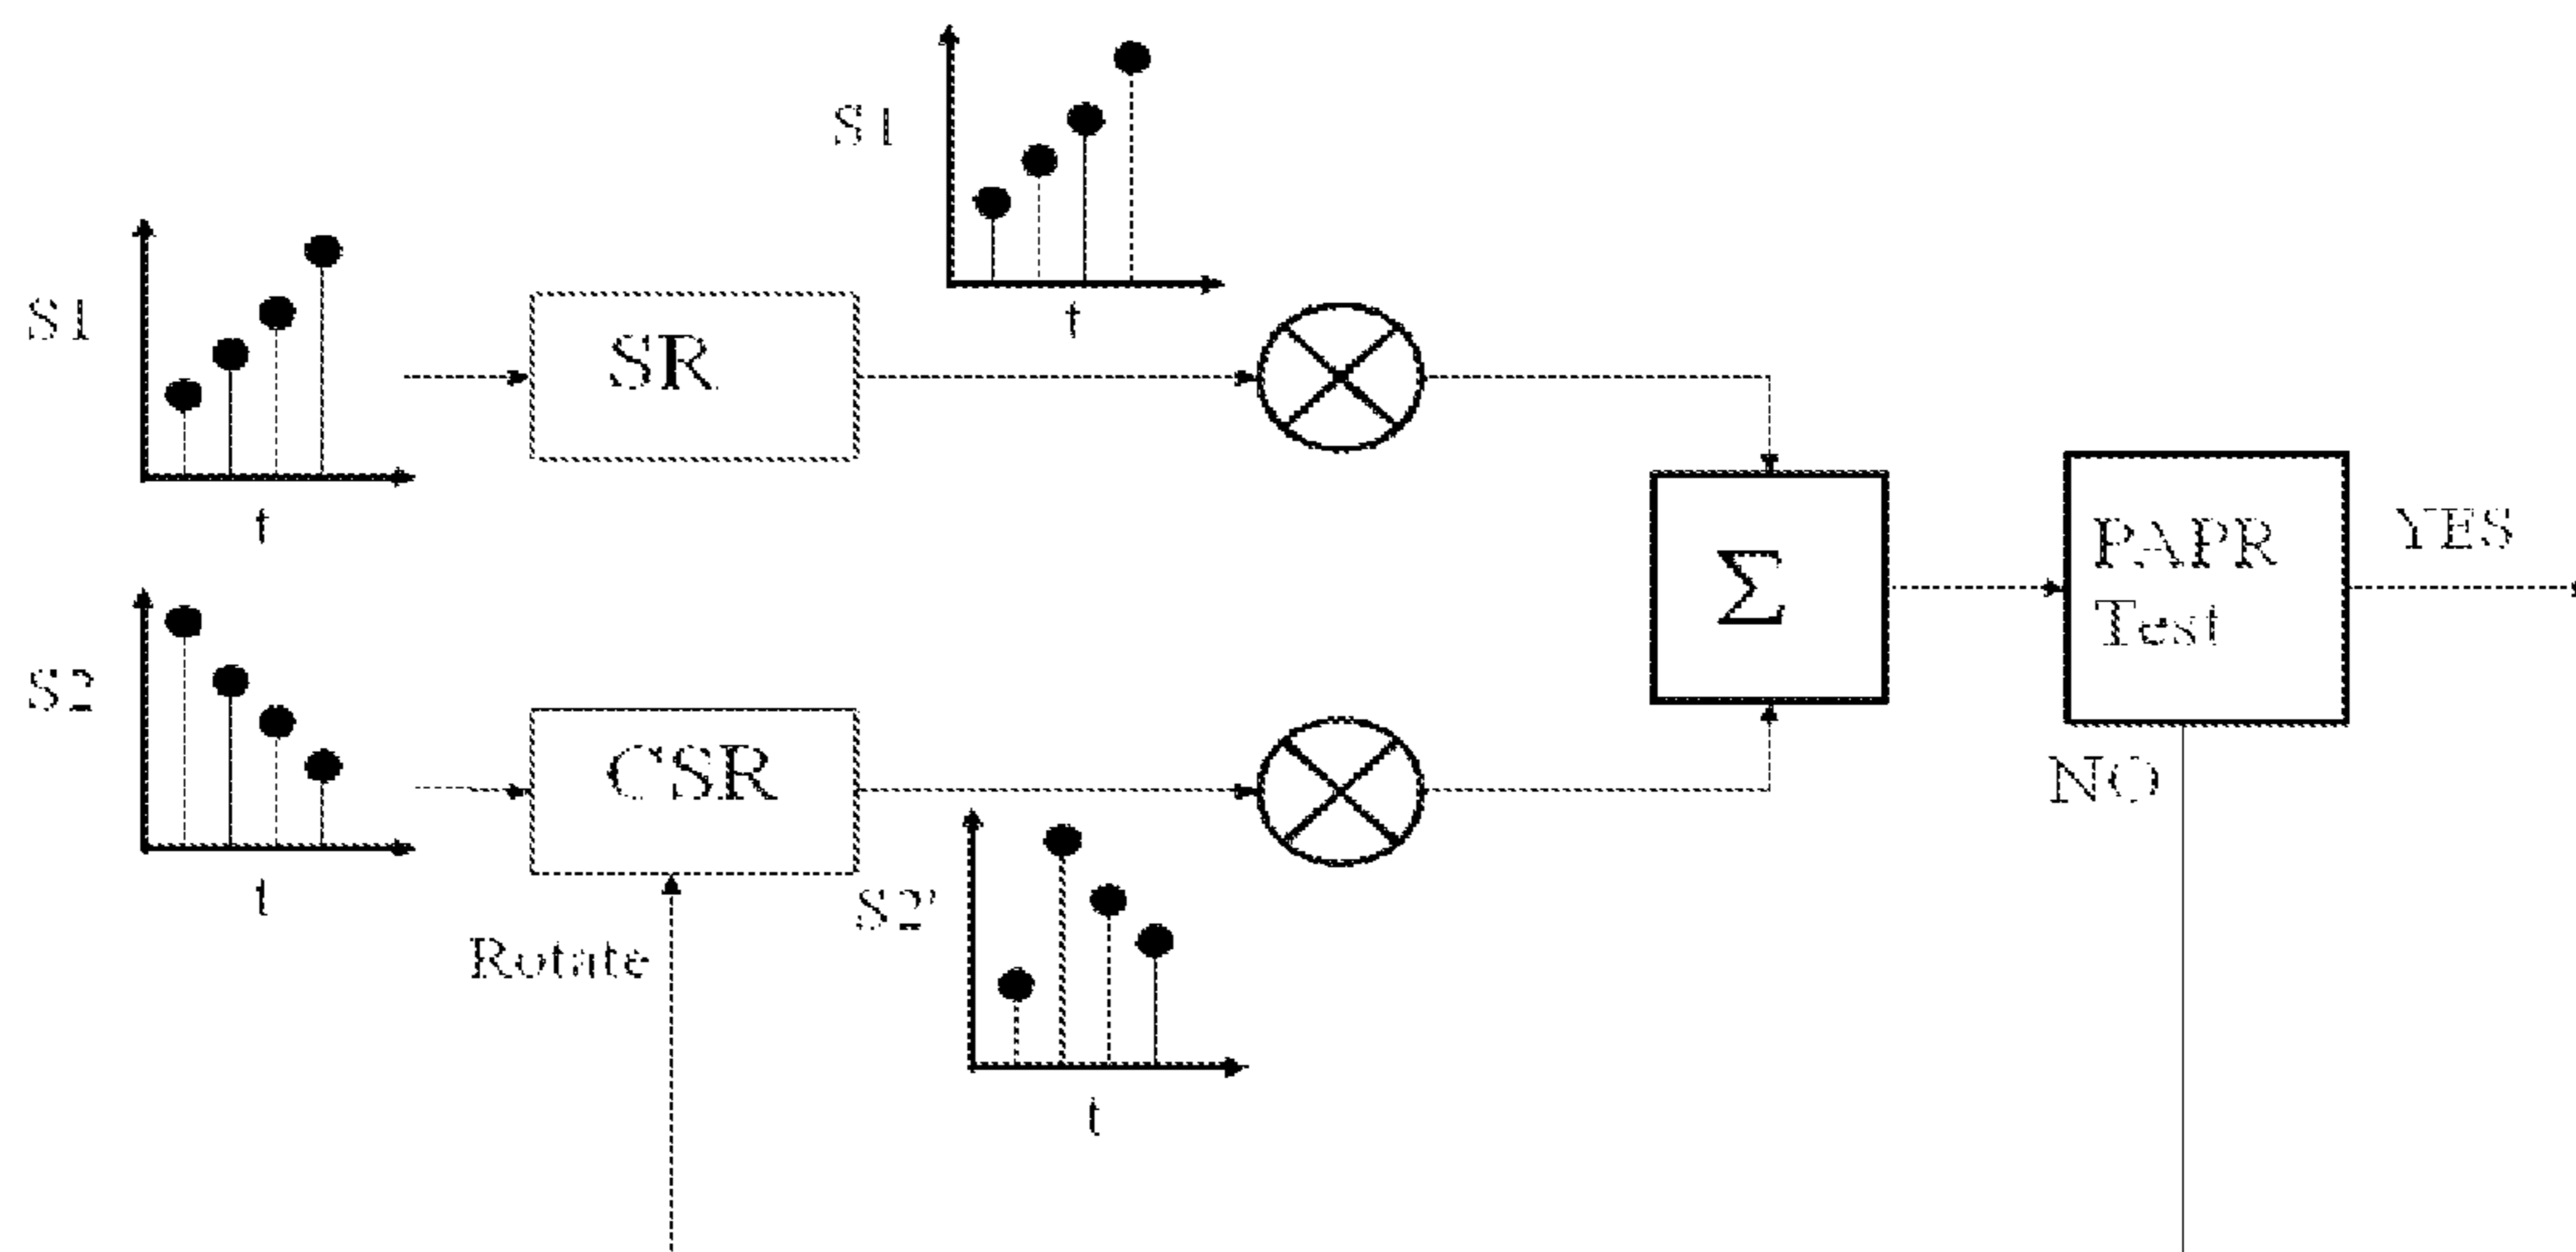 S1
t
S1
t
SR
Σ
PAPR
Test
YES
NO
S2
t
CSR
Rotate
S2'
t